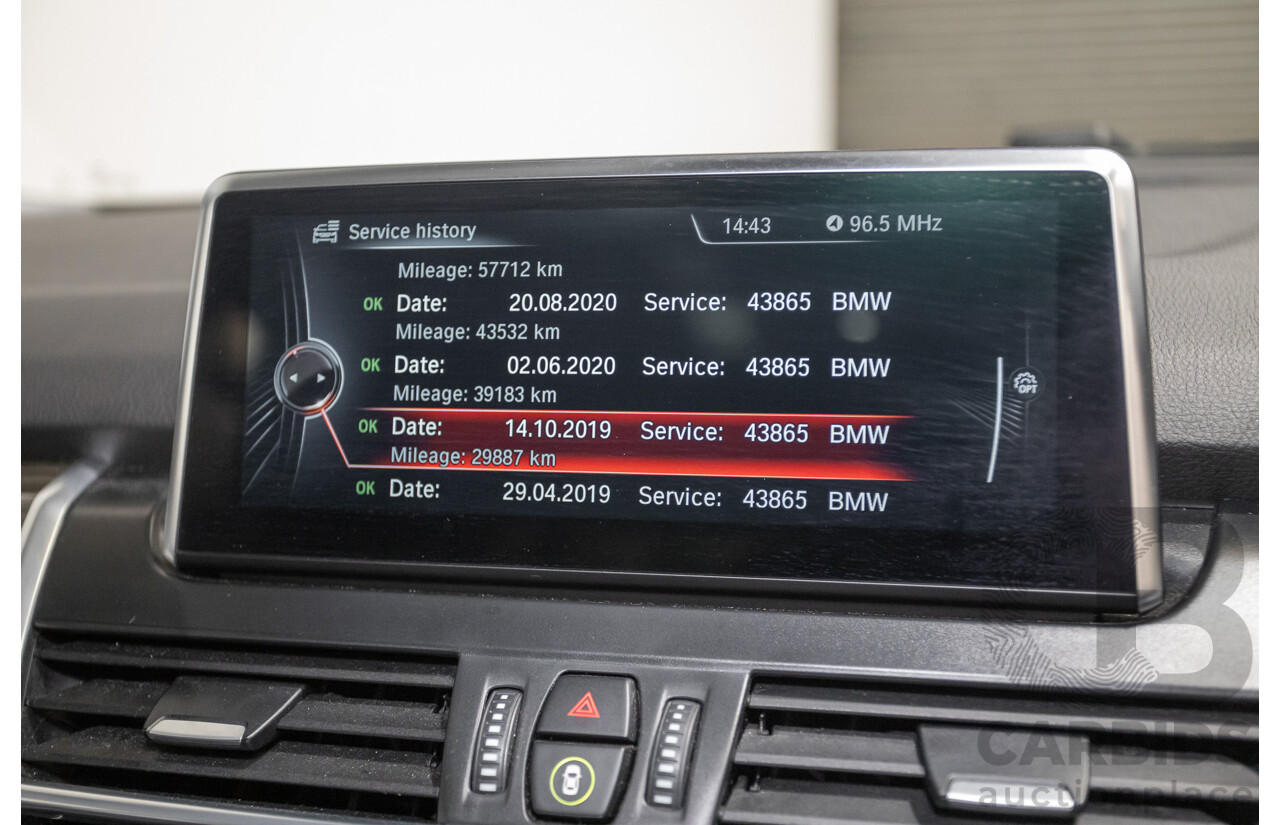 Service history 14:43 96.5 MHz
Mileage: 57712 km
OK Date: 20.08.2020 Service: 43865 BMW
Mileage: 43532 km
OK Date: 02.06.2020 Service: 43865 BMW
Mileage: 39183 km
OK Date: 14.10.2019 Service: 43865 BMW
Mileage: 29887 km
OK Date: 29.04.2019 Service: 43865 BMW
OPT
B
CARBIDS
auctionplace